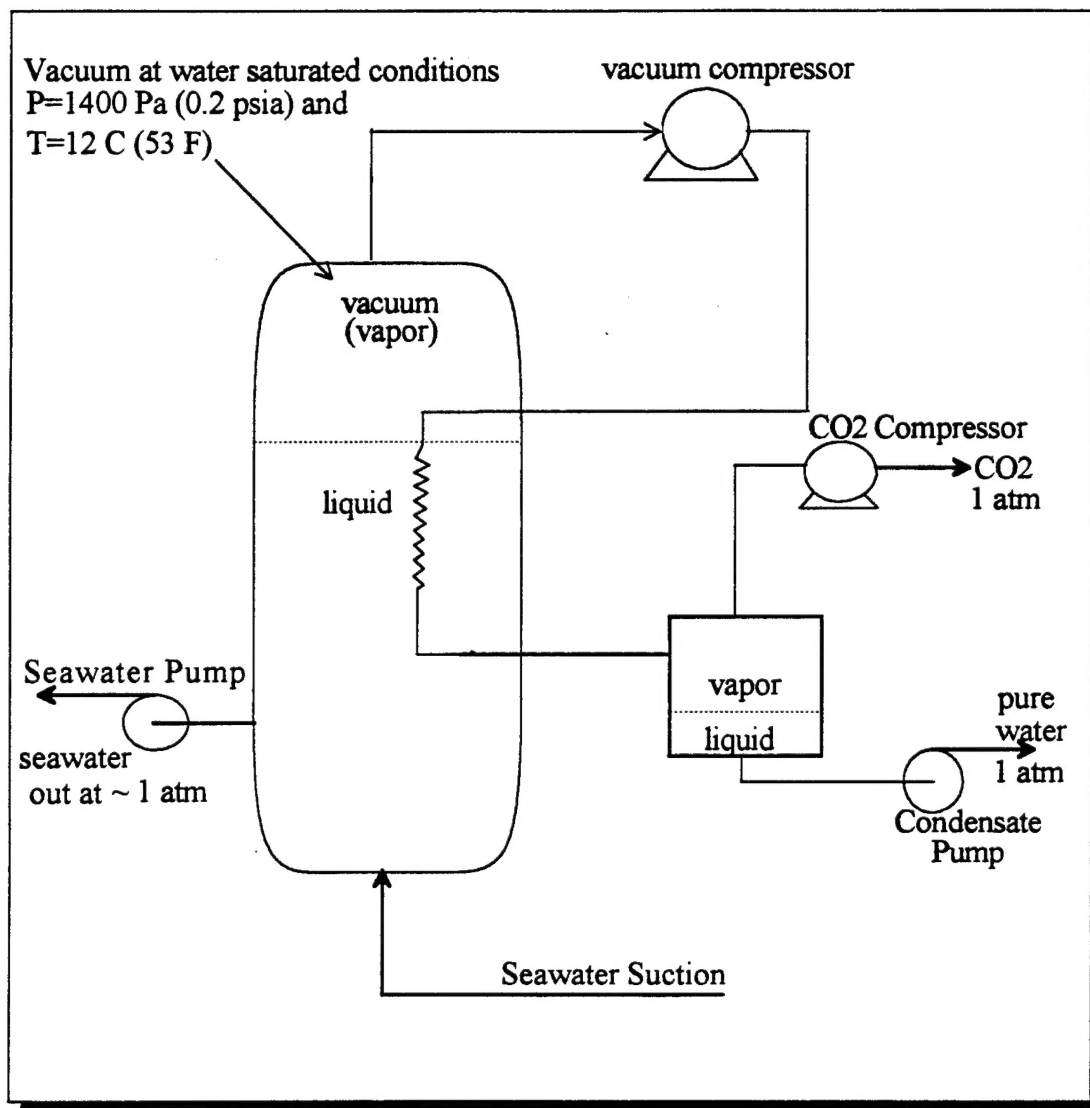 Vacuum at water saturated conditions
P=1400 Pa (0.2 psia) and
T=12 C (53 F)
vacuum compressor
vacuum
(vapor)
CO2 Compressor
CO2
1 atm
liquid
Seawater Pump
seawater
out at ~ 1 atm
vapor
liquid
pure
water
1 atm
Condensate
Pump
Seawater Suction